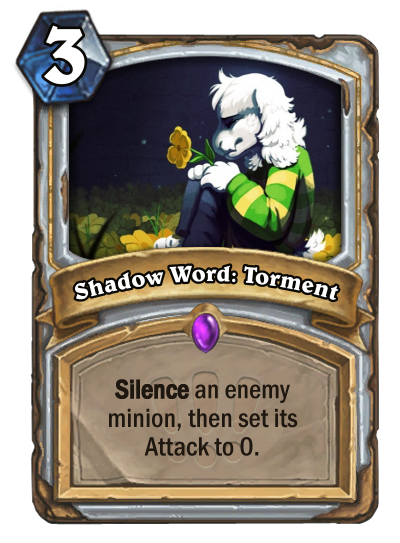 3
Shadow Word: Torment
Silence an enemy
minion, then set its
Attack to 0.